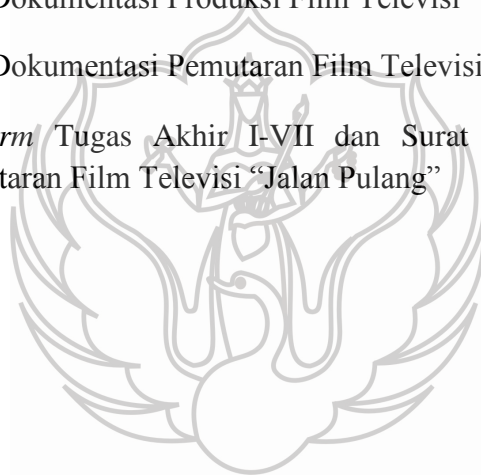 Dokumentasi Produksi Film Televisi
Dokumentasi Pemutaran Film Televisi
rm Tugas Akhir I-VII dan Surat
taran Film Televisi “Jalan Pulang”